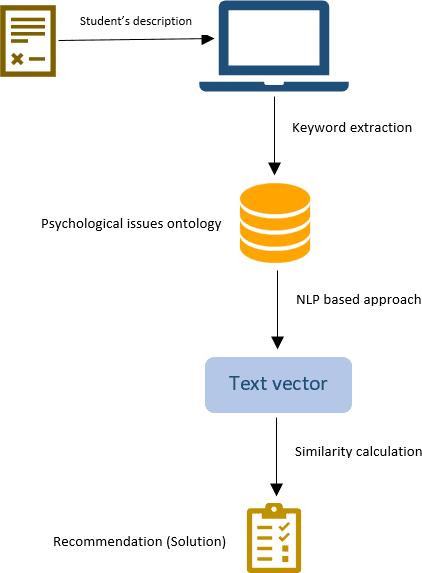 Student's description
Keyword extraction
Psychological issues ontology
NLP based approach
Text vector
Similarity calculation
Recommendation (Solution)